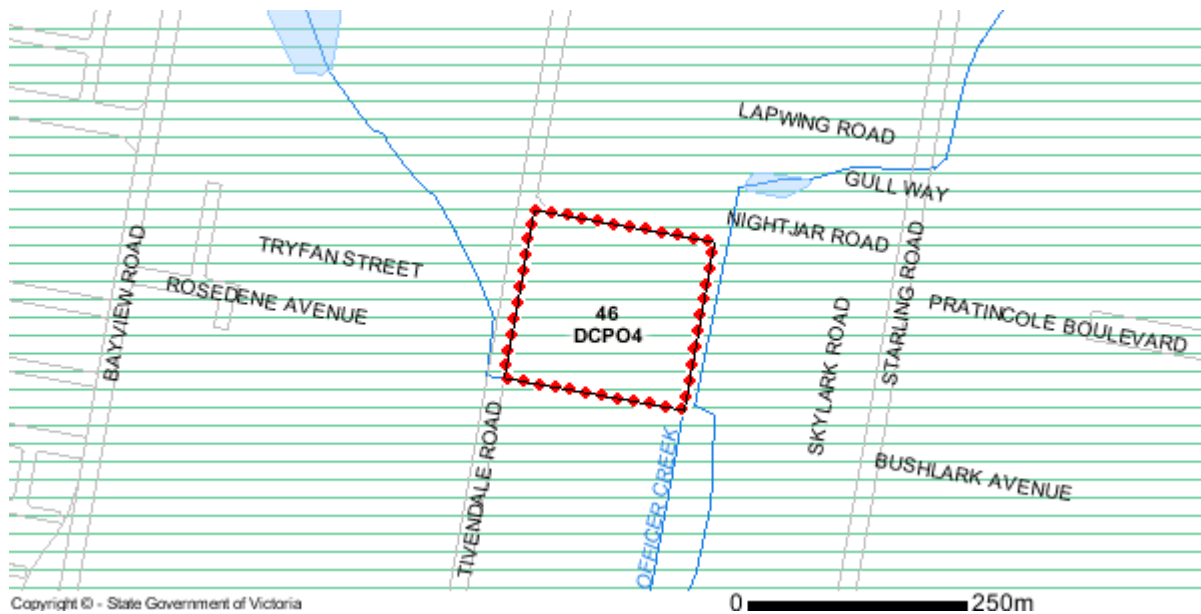 LAPWING ROAD
GULL WAY
NIGHTJAR ROAD
TRYFAN STREET
ROSEDENE AVENUE
BAYVIEW ROAD
46
DCPO4
STARLING ROAD
PRATINCOLE BOULEVARD
SKYLARK ROAD
TIVENDALE ROAD
OFFICER CREEK
BUSHLARK AVENUE
Copyright © - State Government of Victoria
0 250m